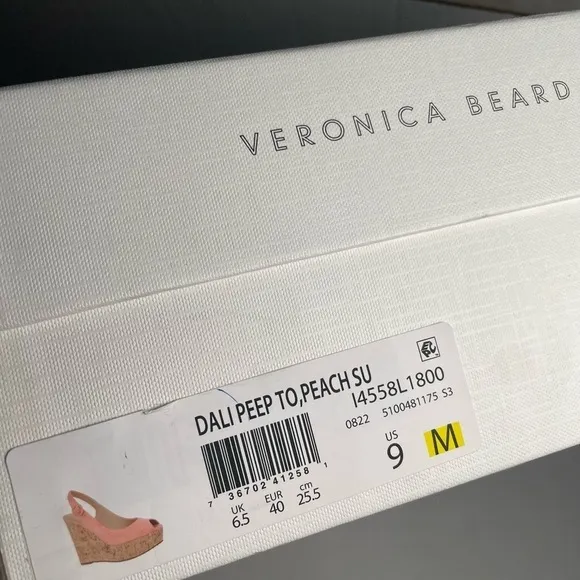 VERONICA BEARD
DALI PEEP TO,PEACH SU
I4558L1800
0822 5100481175 S3
7 36702 41258 1
UK EUR cm
6.5 40 25.5
US
9 M